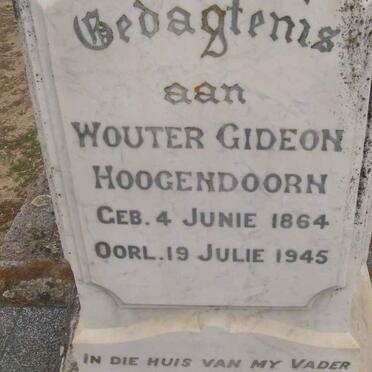 Gedagtenis
aan
WOUTER GIDEON
HOOGENDOORN
GEB. 4 JUNIE 1864
OORL. 19 JULIE 1945
IN DIE HUIS VAN MY VADER